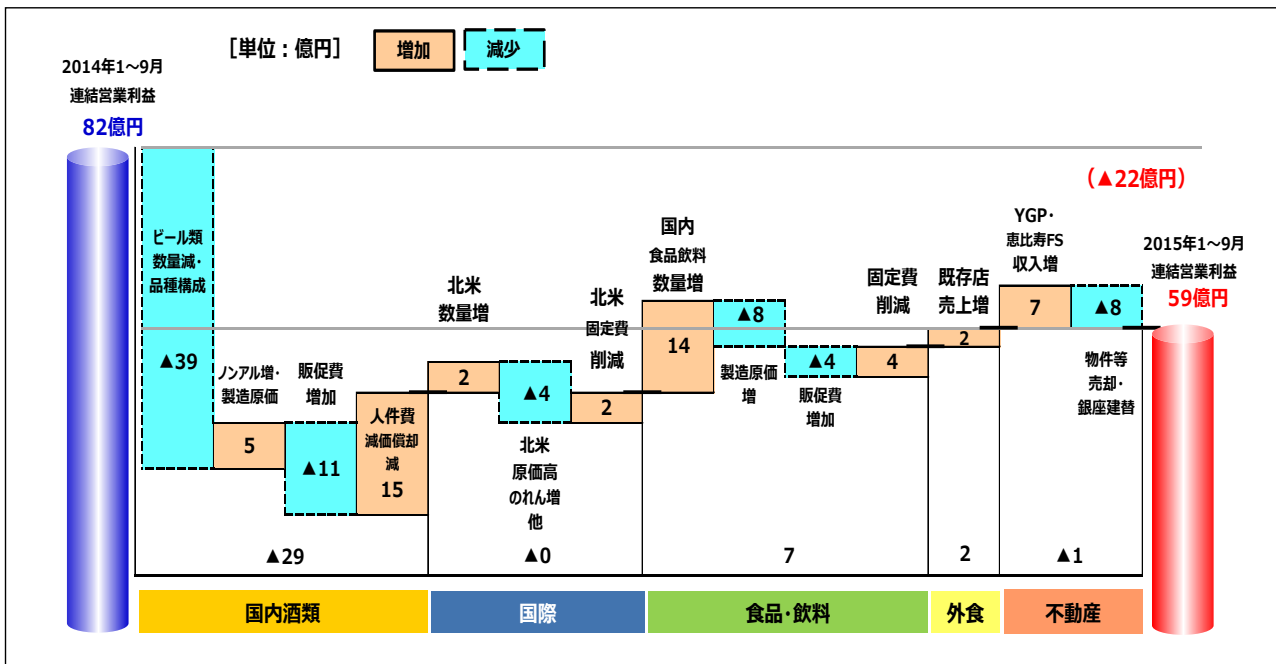 [単位：億円]
増加
減少
2014年1～9月
連結営業利益
82億円
(▲22億円)
2015年1～9月
連結営業利益
59億円
ビール類
数量減・
品種構成
▲39
ノンアル増・
製造原価
5
販促費
増加
▲11
人件費
減価償却
減
15
北米
数量増
2
▲4
北米
原価高
のれん増
他
北米
固定費
削減
2
国内
食品飲料
数量増
14
▲8
製造原価
増
▲4
販促費
増加
固定費
削減
4
既存店
売上増
2
YGP・
恵比寿FS
収入増
7
▲8
物件等
売却・
銀座建替
▲29
▲0
7
2
▲1
国内酒類
国際
食品・飲料
外食
不動産